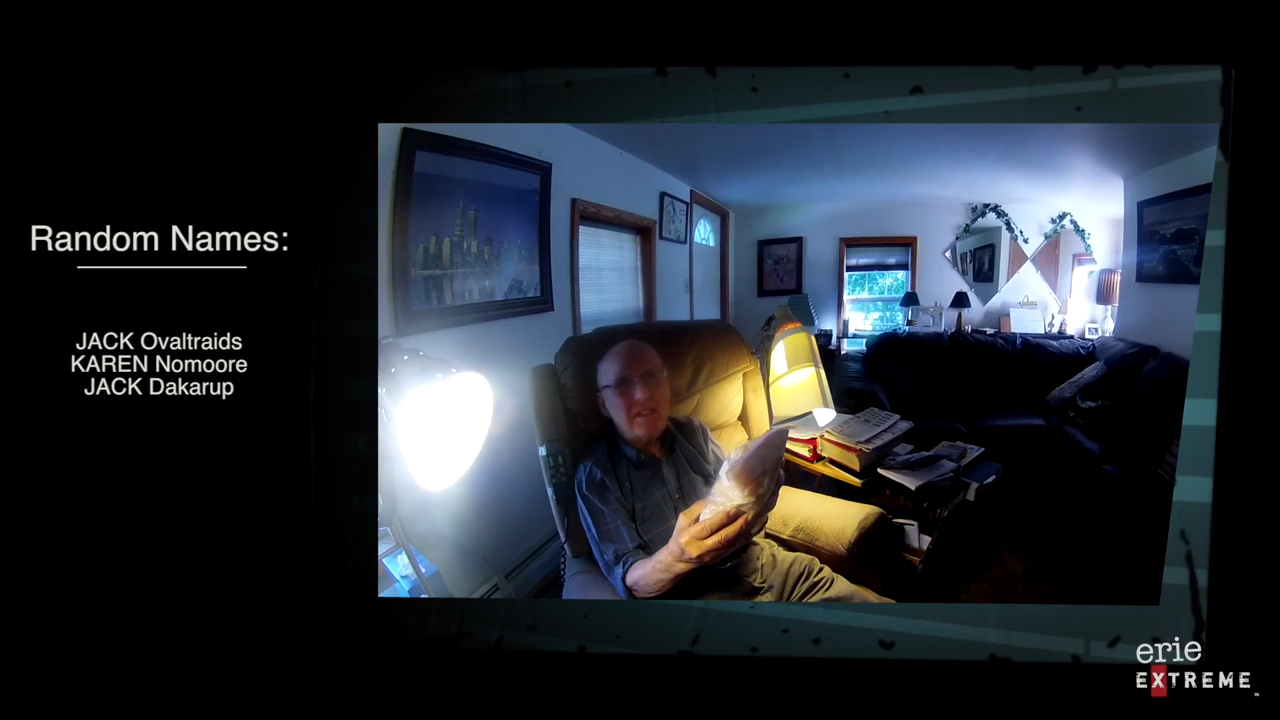 Random Names:
JACK Ovaltraids
KAREN Nomoore
JACK Dakarup
erie
EXTREME